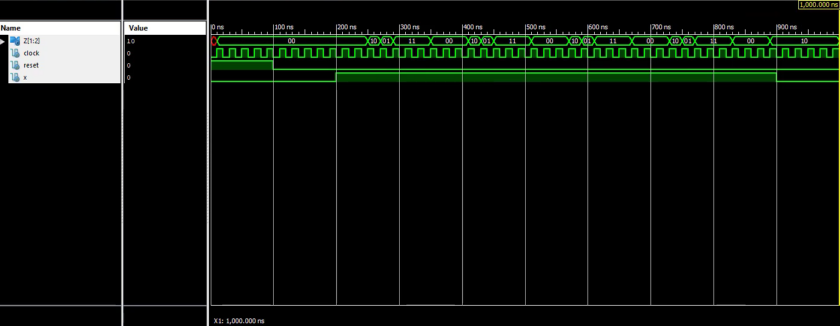 1,000.000 ns
Name Value 0 ns 100 ns 200 ns 300 ns 400 ns 500 ns 600 ns 700 ns 800 ns 900 ns
Z[1:2] 10 00 10 01 11 00 10 01 11 00 10 01 11 00 10 01 11 00 10
clock 0
reset 0
x 0
X1: 1,000.000 ns